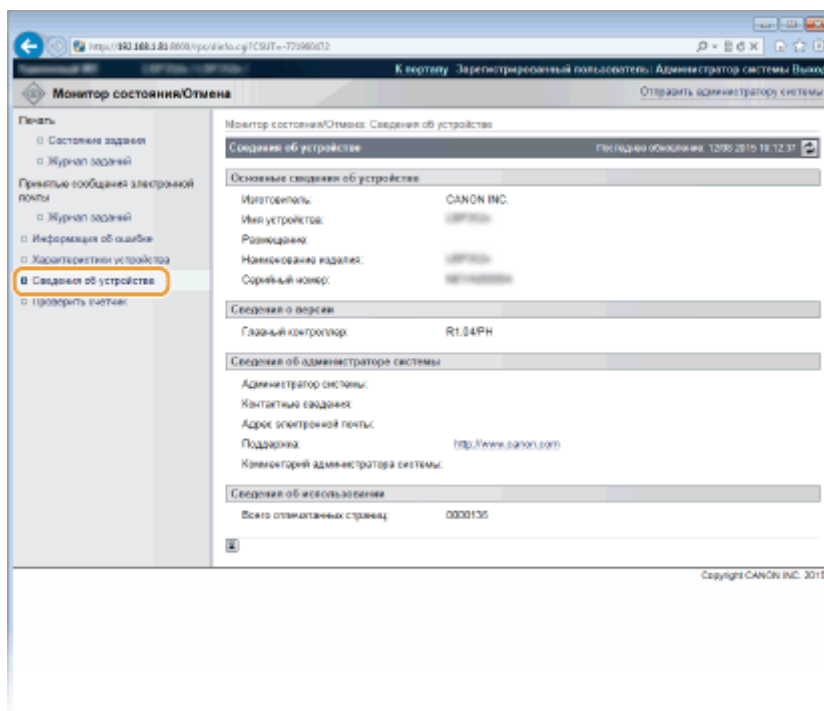 К порталу Зарегистрированный пользователь: Администратор системы Выход
Монитор состояния/Отмена
Отправить администратору системы
Печать
Состояние задания
Журнал заданий
Принятые сообщения электронной
почты
Журнал заданий
Информация об ошибке
Характеристики устройства
Сведения об устройстве
Проверить счетчик
Монитор состояния/Отмена: Сведения об устройстве
Сведения об устройстве
Последнее обновление: 12/08 2015 19:12:37
Основные сведения об устройстве
Изготовитель: CANON INC.
Имя устройства:
Размещение:
Наименование изделия:
Серийный номер:
Сведения о версии
Главный контроллер: R1.04/PH
Сведения об администраторе системы
Администратор системы:
Контактные сведения:
Адрес электронной почты:
Поддержка: http://www.canon.com
Комментарий администратора системы:
Сведения об использовании
Всего отпечатанных страниц: 0000136
Copyright CANON INC. 2015